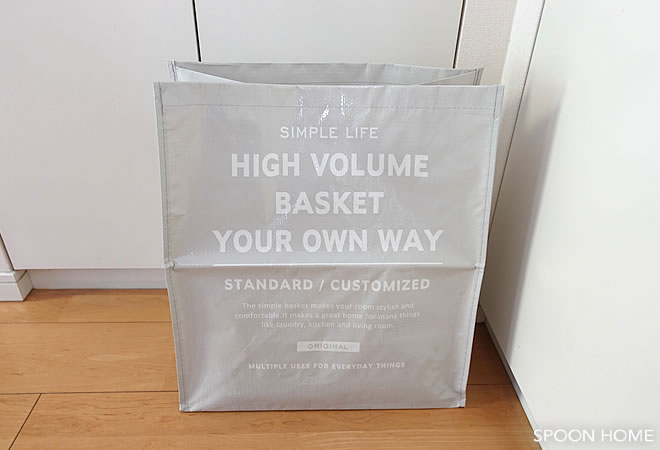 SIMPLE LIFE
HIGH VOLUME
BASKET
YOUR OWN WAY
STANDARD / CUSTOMIZED
The simple basket makes your room stylish and
comfortable.It makes a great home for many things
like laundry, kitchen and living room.
ORIGINAL
MULTIPLE USES FOR EVERYDAY THINGS
SPOON HOME